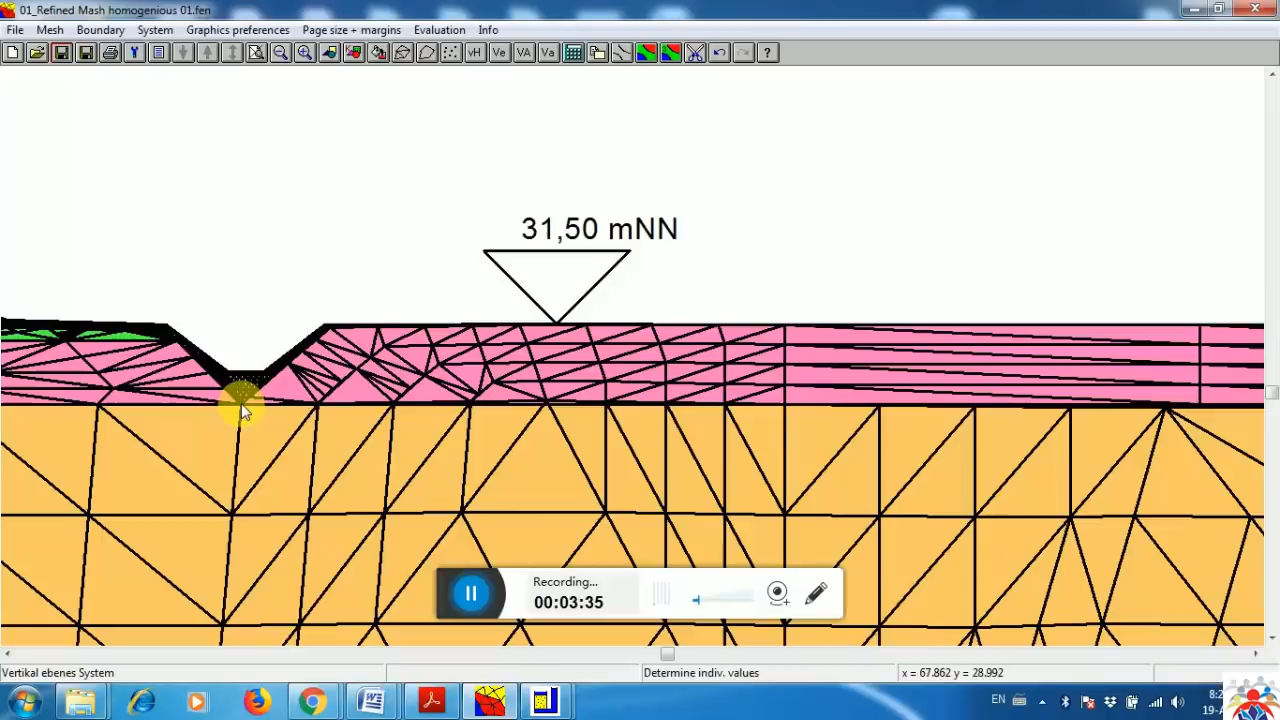 01_Refined Mash homogenious 01.fen
File Mesh Boundary System Graphics preferences Page size + margins Evaluation Info
vH Ve VA Va ?
31,50 mNN
Recording...
00:03:35
Vertikal ebenes System Determine indiv. values x = 67.862 y = 28.992
EN